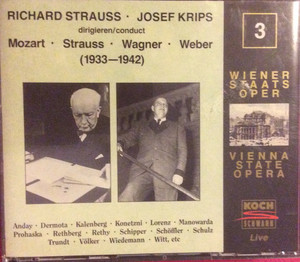 RICHARD STRAUSS · JOSEF KRIPS
dirigieren/conduct
Mozart · Strauss · Wagner · Weber
(1933—1942)
Anday · Dermota · Kalenberg · Konetzni · Lorenz · Manowarda
Prohaska · Rethberg · Rethy · Schipper · Schöffler · Schulz
Trundt · Völker · Wiedemann · Witt, etc
3
WIENER
STAATS
OPER
VIENNA
STATE
OPERA
KOCH
SCHWANN
Live